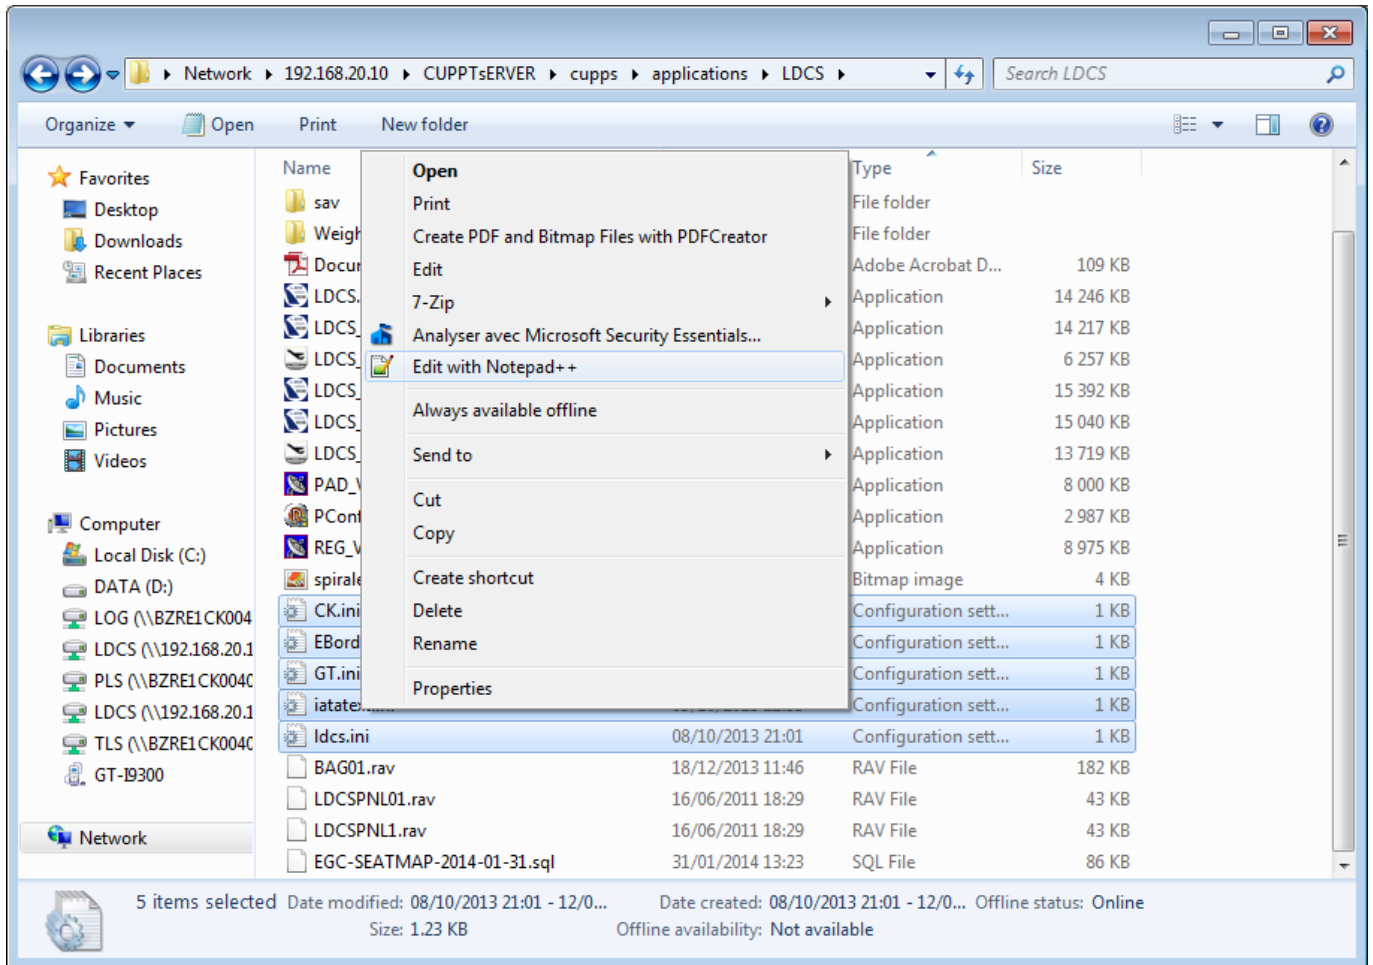 Network ▸ 192.168.20.10 ▸ CUPPTsERVER ▸ cupps ▸ applications ▸ LDCS ▸ Search LDCS
Organize Open Print New folder
Favorites
Desktop
Downloads
Recent Places
Libraries
Documents
Music
Pictures
Videos
Computer
Local Disk (C:)
DATA (D:)
LOG (\\BZRE1CK004
LDCS (\\192.168.20.1
PLS (\\BZRE1CK0040
LDCS (\\192.168.20.1
TLS (\\BZRE1CK0040
GT-I9300
Network
Name Type Size
sav File folder
Weigh File folder
Docur Adobe Acrobat D... 109 KB
LDCS. Application 14 246 KB
LDCS_ Application 14 217 KB
LDCS_ Application 6 257 KB
LDCS_ Application 15 392 KB
LDCS_ Application 15 040 KB
LDCS_ Application 13 719 KB
PAD_V Application 8 000 KB
PConf Application 2 987 KB
REG_V Application 8 975 KB
spirale Bitmap image 4 KB
CK.ini Configuration sett... 1 KB
EBord Configuration sett... 1 KB
GT.ini Configuration sett... 1 KB
iatatex Configuration sett... 1 KB
ldcs.ini 08/10/2013 21:01 Configuration sett... 1 KB
BAG01.rav 18/12/2013 11:46 RAV File 182 KB
LDCSPNL01.rav 16/06/2011 18:29 RAV File 43 KB
LDCSPNL1.rav 16/06/2011 18:29 RAV File 43 KB
EGC-SEATMAP-2014-01-31.sql 31/01/2014 13:23 SQL File 86 KB
Open
Print
Create PDF and Bitmap Files with PDFCreator
Edit
7-Zip
Analyser avec Microsoft Security Essentials...
Edit with Notepad++
Always available offline
Send to
Cut
Copy
Create shortcut
Delete
Rename
Properties
5 items selected Date modified: 08/10/2013 21:01 - 12/0... Date created: 08/10/2013 21:01 - 12/0... Offline status: Online
Size: 1.23 KB Offline availability: Not available